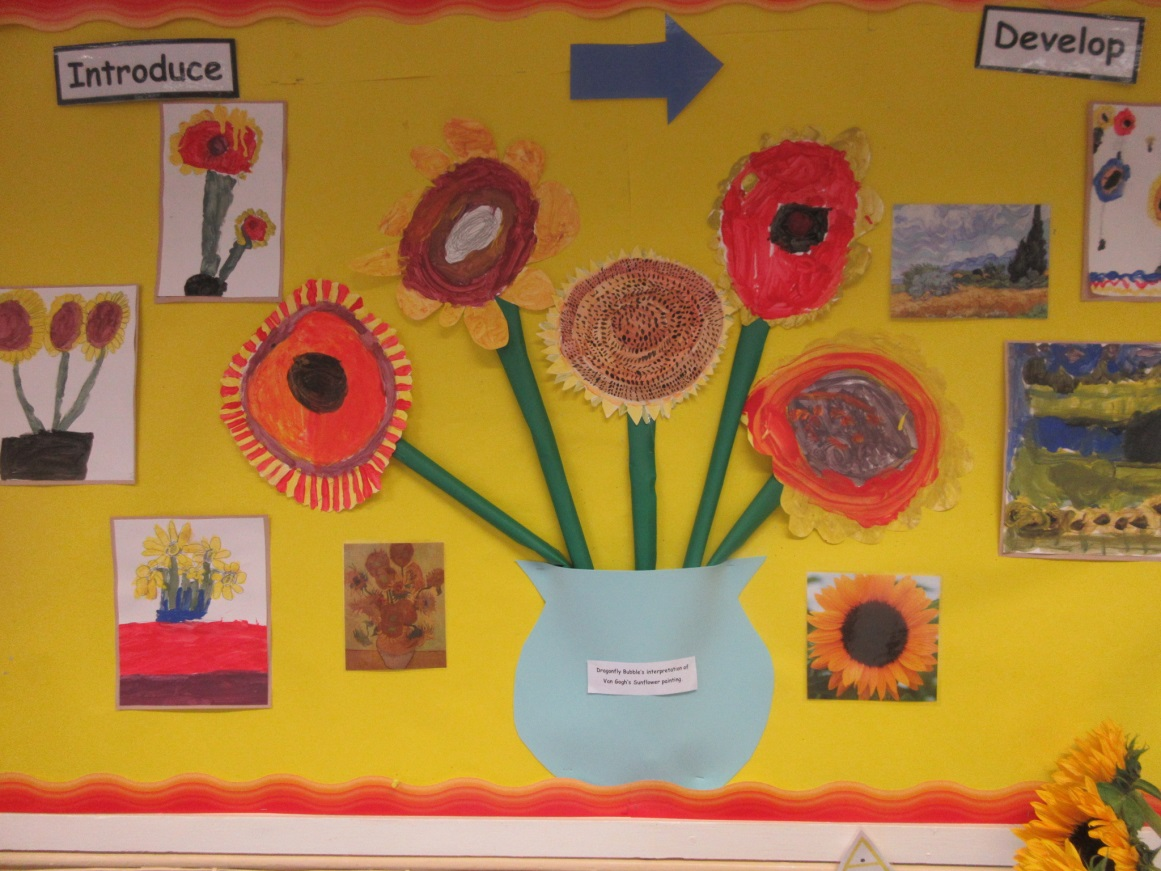 Introduce
Develop
Dragonfly Bubble's interpretation of
Van Gogh's Sunflower painting.